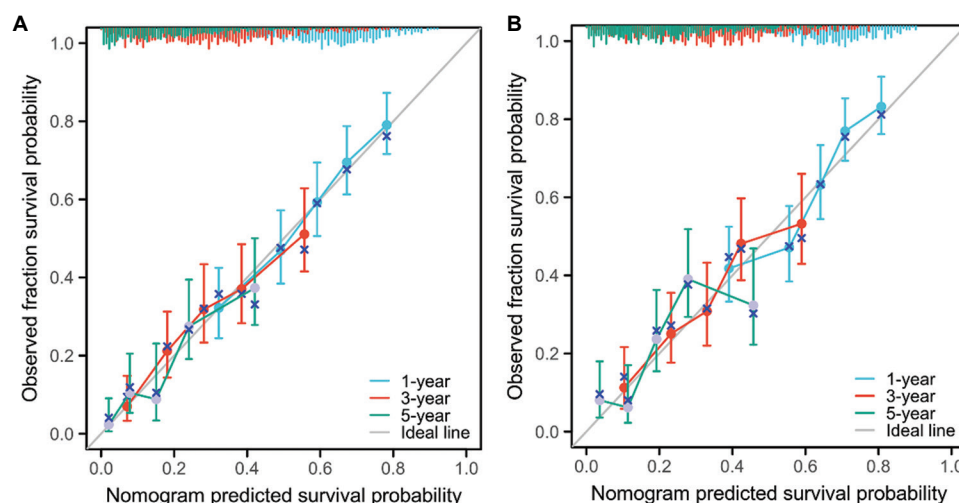 A
Observed fraction survival probability
1.0
0.8
0.6
0.4
0.2
0.0
0.0 0.2 0.4 0.6 0.8 1.0
Nomogram predicted survival probability
1-year
3-year
5-year
Ideal line
B
Observed fraction survival probability
1.0
0.8
0.6
0.4
0.2
0.0
0.0 0.2 0.4 0.6 0.8 1.0
Nomogram predicted survival probability
1-year
3-year
5-year
Ideal line